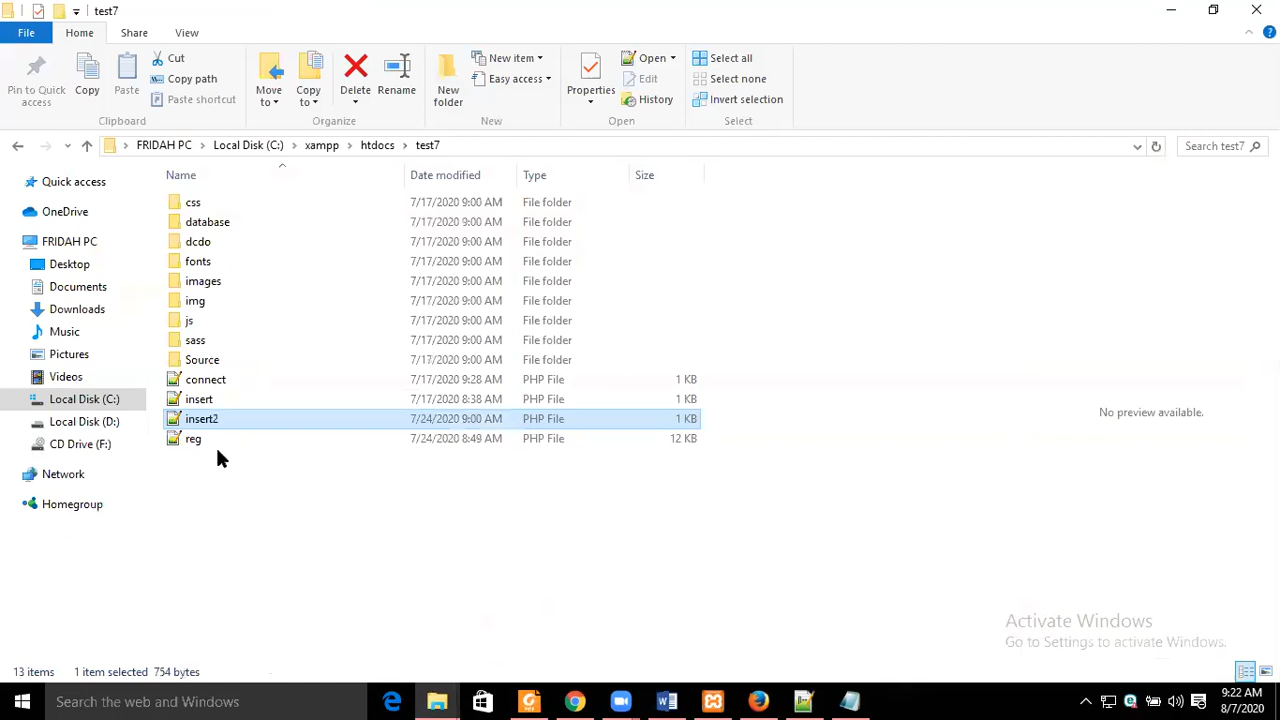 test7
File Home Share View
Pin to Quick access
Copy
Paste
Cut
Copy path
Paste shortcut
Clipboard
Move to
Copy to
Delete
Rename
Organize
New folder
New item
Easy access
New
Properties
Open
Edit
History
Open
Select all
Select none
Invert selection
Select
FRIDAH PC > Local Disk (C:) > xampp > htdocs > test7
Search test7
Name Date modified Type Size
Quick access
OneDrive
FRIDAH PC
Desktop
Documents
Downloads
Music
Pictures
Videos
Local Disk (C:)
Local Disk (D:)
CD Drive (F:)
Network
Homegroup
css 7/17/2020 9:00 AM File folder
database 7/17/2020 9:00 AM File folder
dcdo 7/17/2020 9:00 AM File folder
fonts 7/17/2020 9:00 AM File folder
images 7/17/2020 9:00 AM File folder
img 7/17/2020 9:00 AM File folder
js 7/17/2020 9:00 AM File folder
sass 7/17/2020 9:00 AM File folder
Source 7/17/2020 9:00 AM File folder
connect 7/17/2020 9:28 AM PHP File 1 KB
insert 7/17/2020 8:38 AM PHP File 1 KB
insert2 7/24/2020 9:00 AM PHP File 1 KB
reg 7/24/2020 8:49 AM PHP File 12 KB
No preview available.
Activate Windows
Go to Settings to activate Windows.
13 items 1 item selected 754 bytes
Search the web and Windows
9:22 AM
8/7/2020